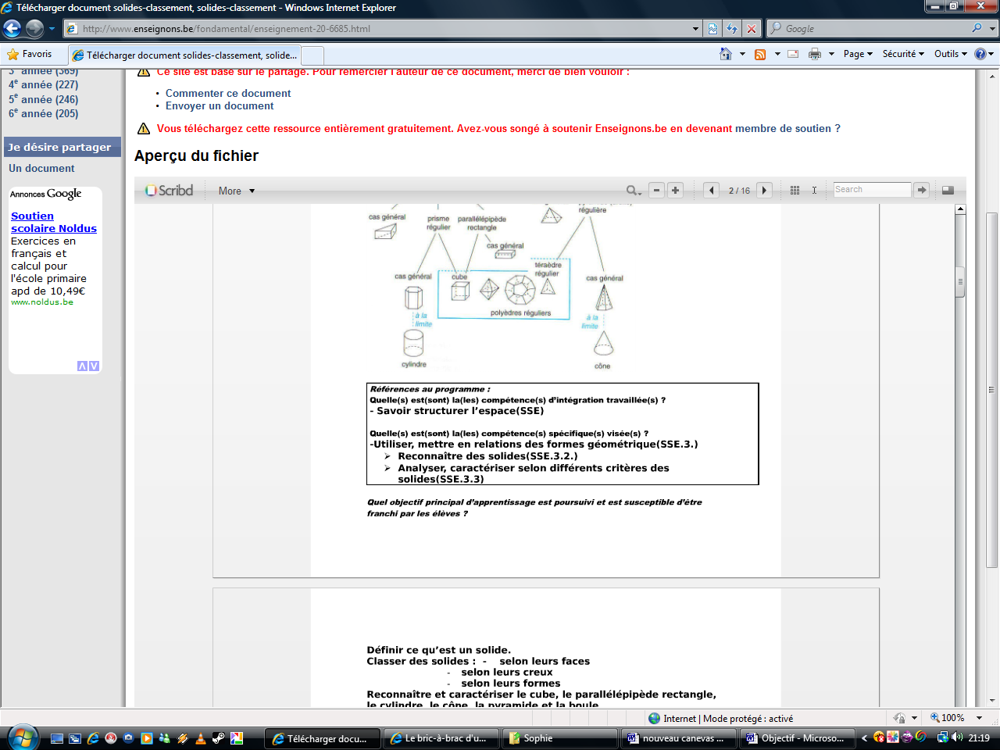 Télécharger document solides-classement, solides-classement - Windows Internet Explorer
http://www.enseignons.be/fondamental/enseignement-20-6685.html
Google
Favoris
Télécharger document solides-classement, solide...
Page
Sécurité
Outils
3e année (369)
4e année (227)
5e année (246)
6e année (205)
Je désire partager
Un document
Annonces Google
Soutien
scolaire Noldus
Exercices en
français et
calcul pour
l'école primaire
apd de 10,49€
www.noldus.be
Ce site est basé sur le partage. Pour remercier l'auteur de ce document, merci de bien vouloir :
• Commenter ce document
• Envoyer un document
Vous téléchargez cette ressource entièrement gratuitement. Avez-vous songé à soutenir Enseignons.be en devenant membre de soutien ?
Aperçu du fichier
Scribd
More
2 / 16
Search
régulière
cas général
prisme
régulier
parallélépipède
rectangle
cas général
téraèdre
régulier
cas général
cube
cas général
polyèdres réguliers
à la
limite
à la
limite
cylindre
cône
Références au programme :
Quelle(s) est(sont) la(les) compétence(s) d'intégration travaillée(s) ?
- Savoir structurer l'espace(SSE)
Quelle(s) est(sont) la(les) compétence(s) spécifique(s) visée(s) ?
-Utiliser, mettre en relations des formes géométrique(SSE.3.)
➢ Reconnaître des solides(SSE.3.2.)
➢ Analyser, caractériser selon différents critères des
solides(SSE.3.3)
Quel objectif principal d'apprentissage est poursuivi et est susceptible d'être
franchi par les élèves ?
Définir ce qu'est un solide.
Classer des solides : - selon leurs faces
- selon leurs creux
- selon leurs formes
Reconnaître et caractériser le cube, le parallélépipède rectangle,
le cylindre, le cône, la pyramide et la boule
Internet | Mode protégé : activé
100%
Télécharger docu...
Le bric-à-brac d'u...
Sophie
nouveau canevas ...
Objectif - Microso...
21:19